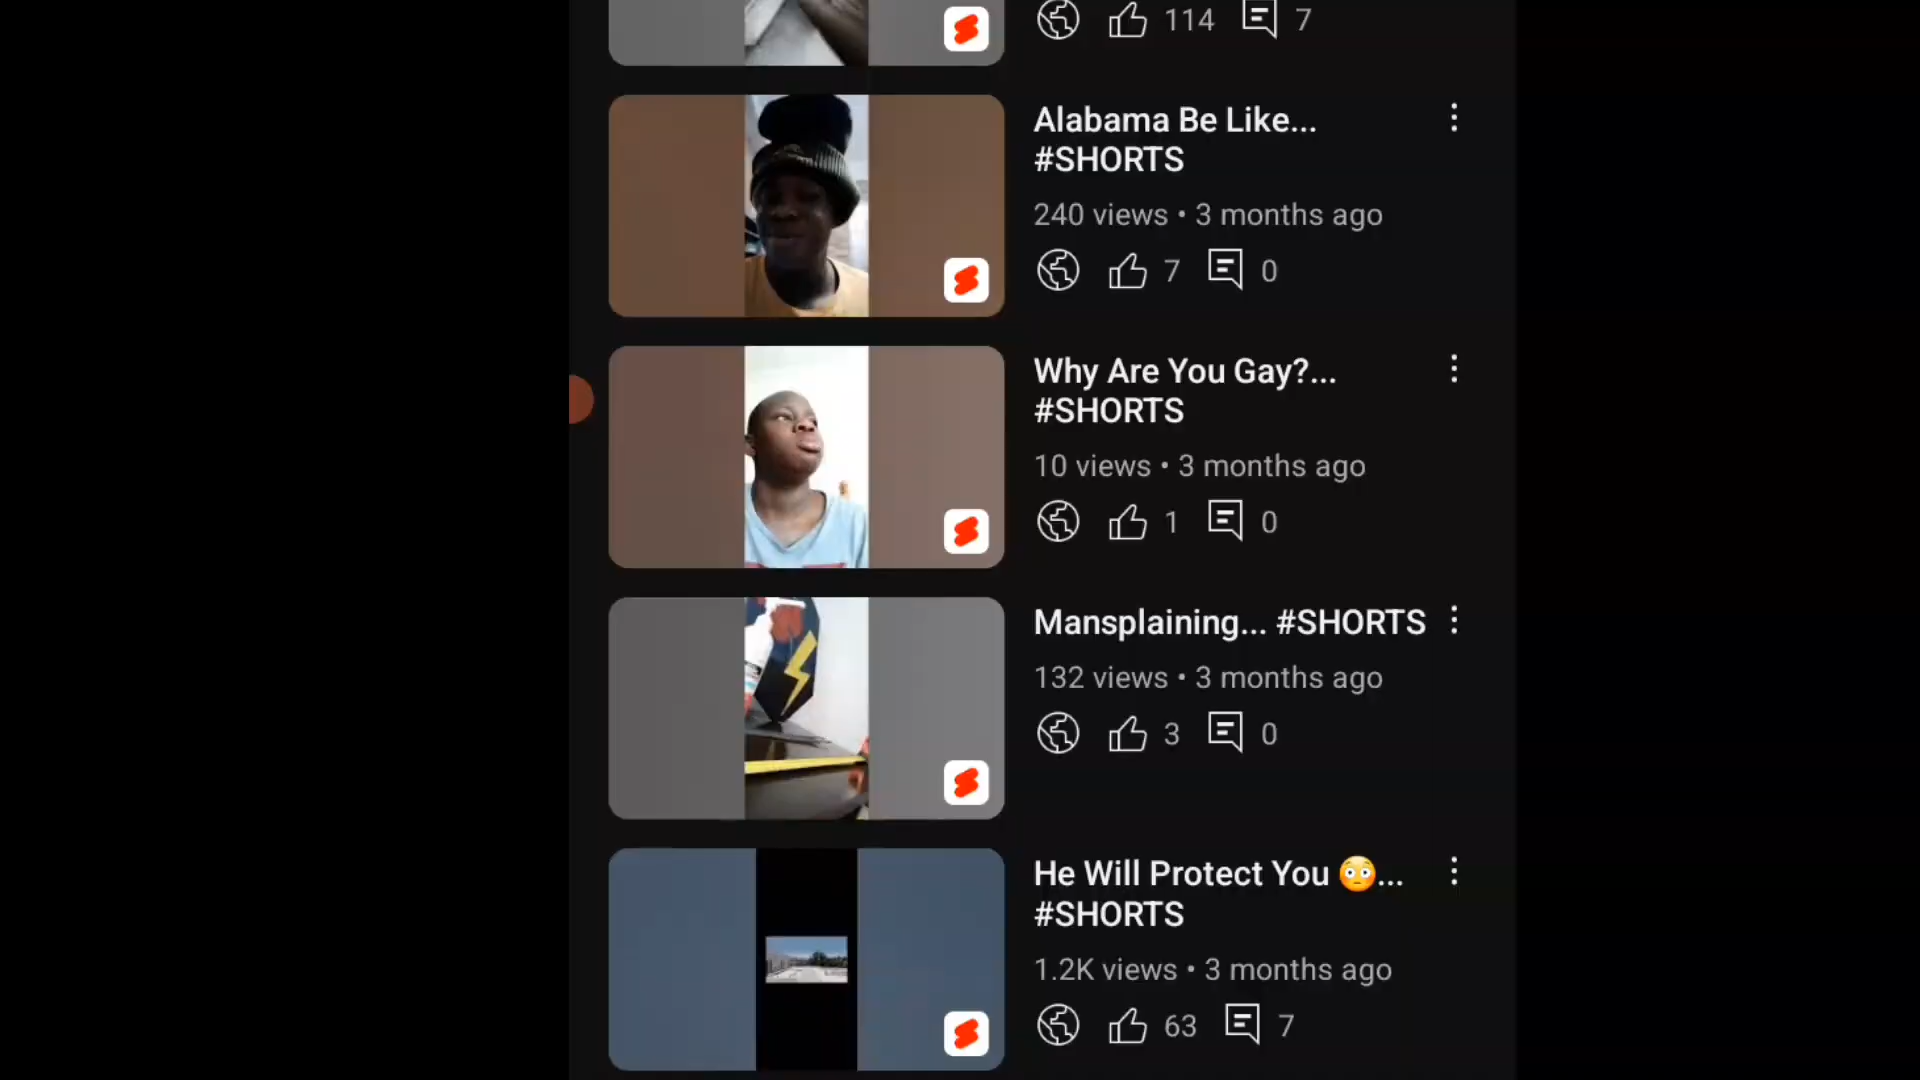 114 7
Alabama Be Like...
#SHORTS
240 views • 3 months ago
7 0
Why Are You Gay?...
#SHORTS
10 views • 3 months ago
1 0
Mansplaining... #SHORTS
132 views • 3 months ago
3 0
He Will Protect You 😳...
#SHORTS
1.2K views • 3 months ago
63 7